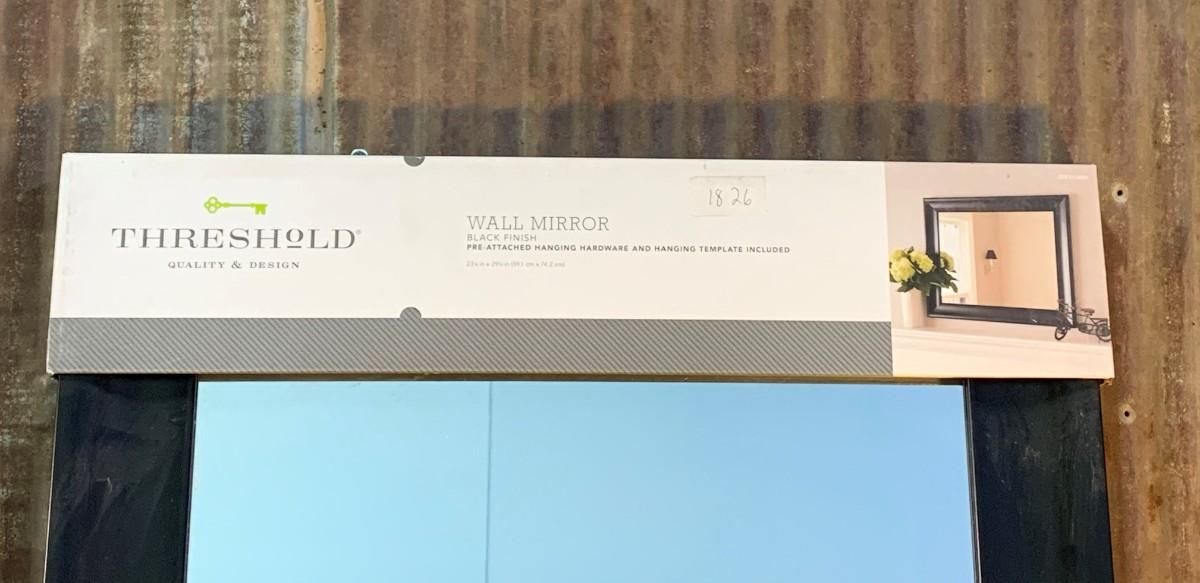 THRESHOLD®
QUALITY & DESIGN
WALL MIRROR
BLACK FINISH
PRE-ATTACHED HANGING HARDWARE AND HANGING TEMPLATE INCLUDED
18 26